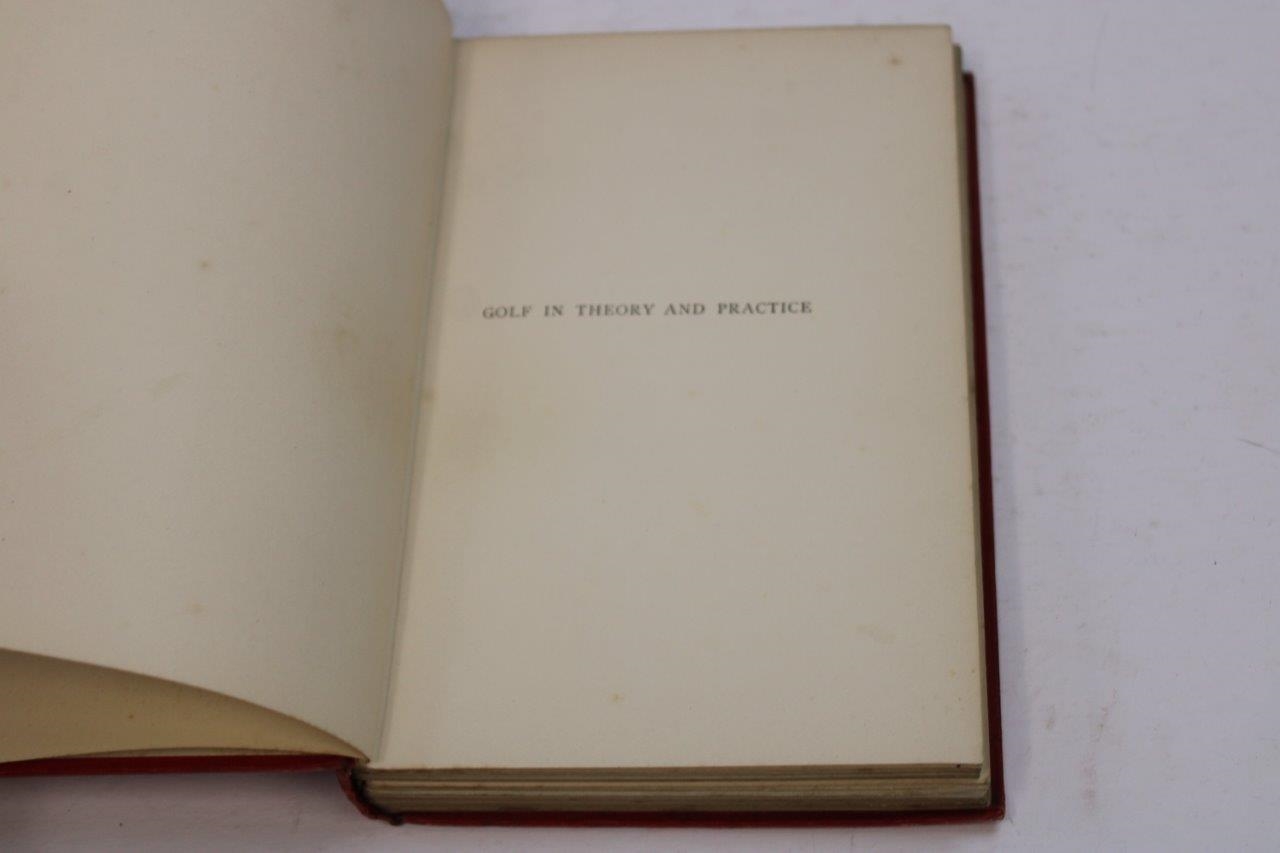 GOLF IN THEORY AND PRACTICE